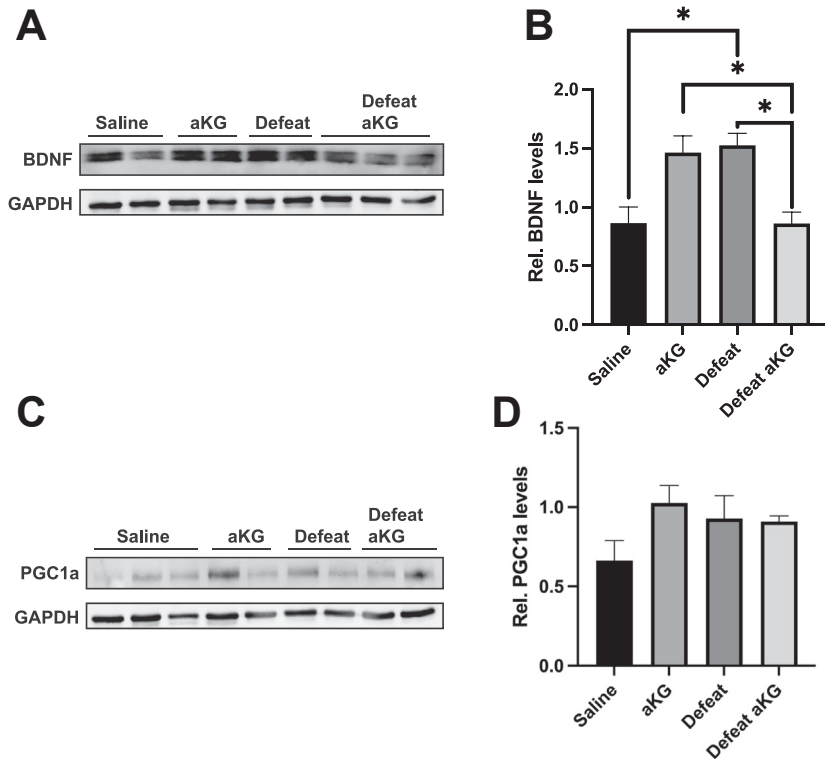 A
Saline
aKG
Defeat
Defeat
aKG
BDNF
GAPDH
B
*
*
*
2.0
1.5
1.0
0.5
0.0
Rel. BDNF levels
Saline
aKG
Defeat
Defeat aKG
C
Saline
aKG
Defeat
Defeat
aKG
PGC1a
GAPDH
D
1.5
1.0
0.5
0.0
Rel. PGC1a levels
Saline
aKG
Defeat
Defeat aKG